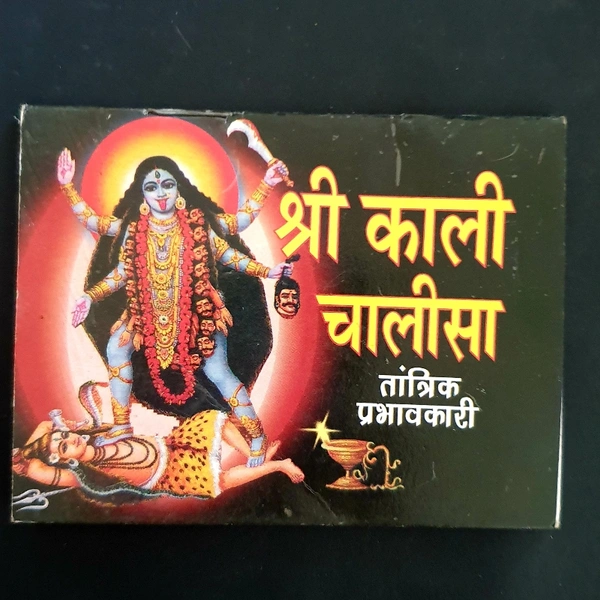 श्री काली
चालीसा
तांत्रिक
प्रभावकारी